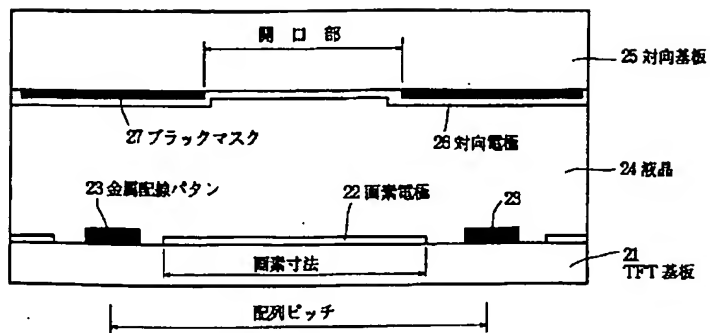 開口部
25 対向基板
27 ブラックマスク
26 対向電極
24 液晶
23 金属配線パタン
22 画素電極
23
画素寸法
21
TFT 基板
配列ピッチ